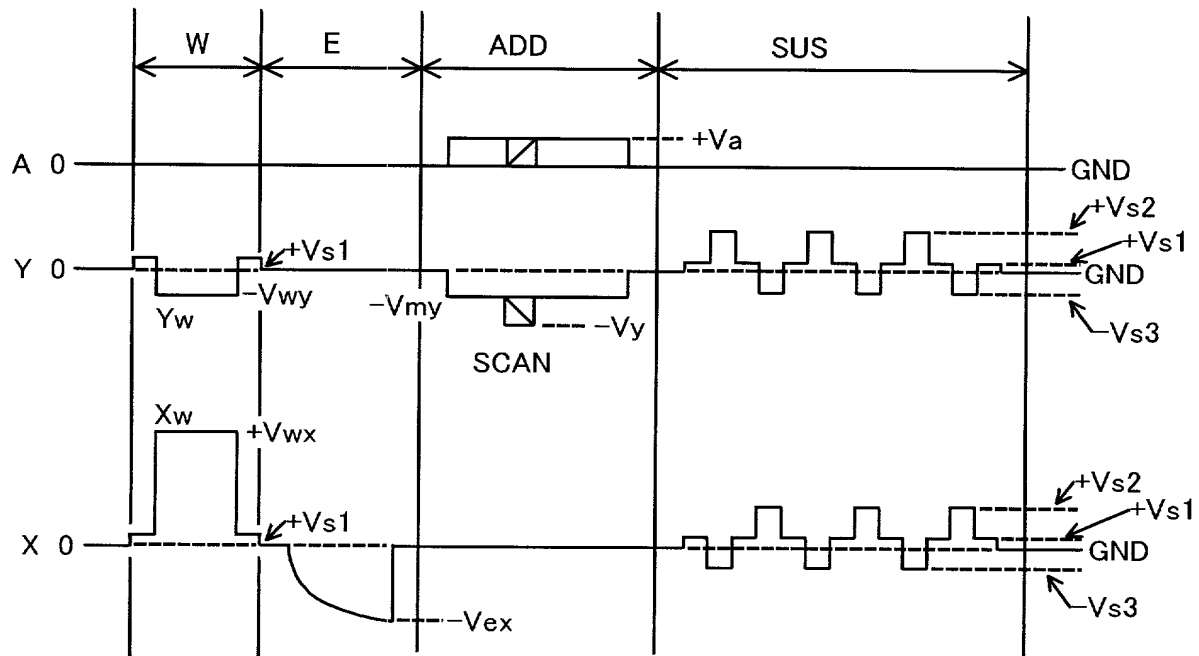 W E ADD SUS
+Va
A 0 GND
+Vs2
+Vs1 +Vs1
Y 0 GND
−Vwy −Vmy
Yw −Vy −Vs3
SCAN
Xw +Vwx
+Vs2
+Vs1 +Vs1
X 0 GND
−Vex −Vs3